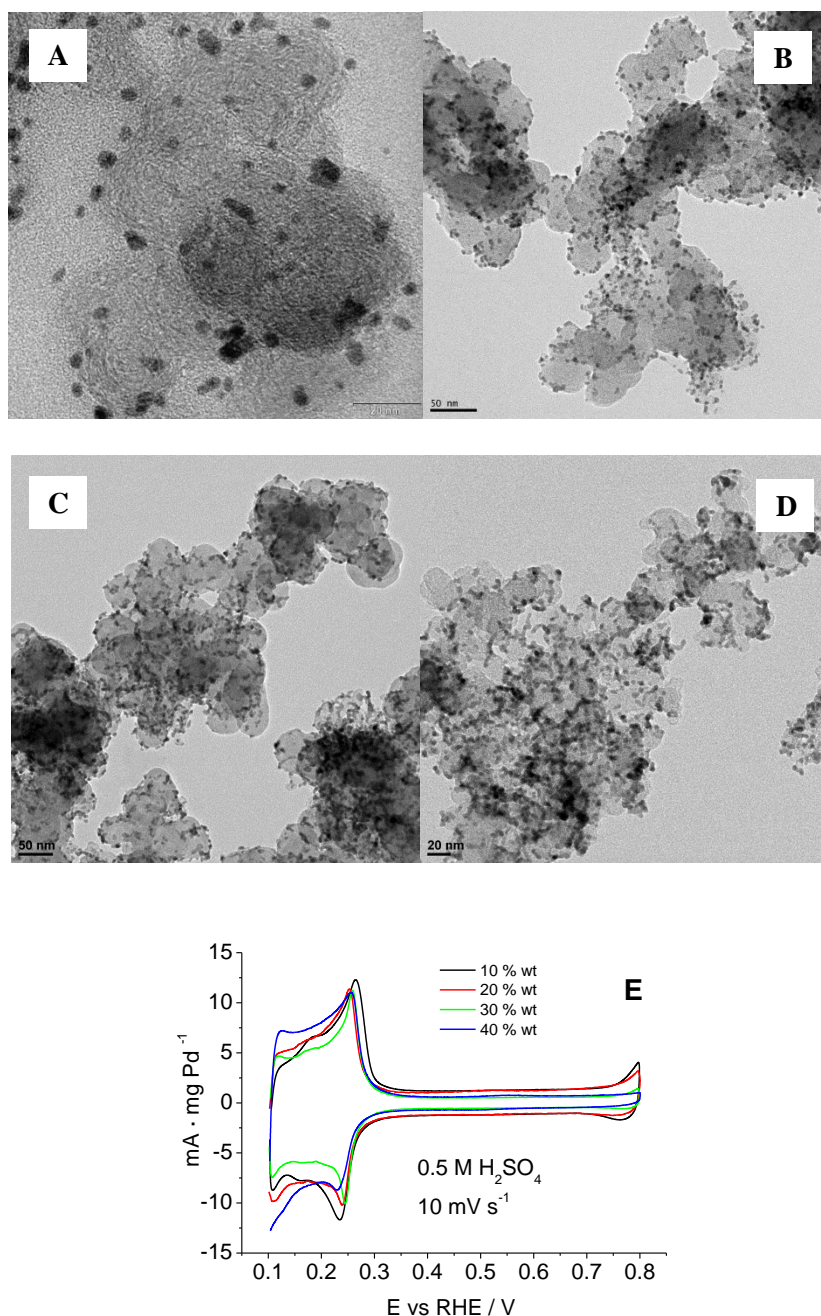 A
B
20 nm
50 nm
C
D
50 nm
20 nm
15
10
5
0
-5
-10
-15
mA · mg Pd⁻¹
10 % wt
20 % wt
30 % wt
40 % wt
E
0.5 M H₂SO₄
10 mV s⁻¹
0.1 0.2 0.3 0.4 0.5 0.6 0.7 0.8
E vs RHE / V